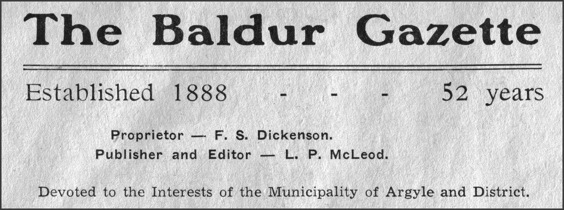 The Baldur Gazette
Established 1888 - - - 52 years
Proprietor — F. S. Dickenson.
Publisher and Editor — L. P. McLeod.
Devoted to the Interests of the Municipality of Argyle and District.